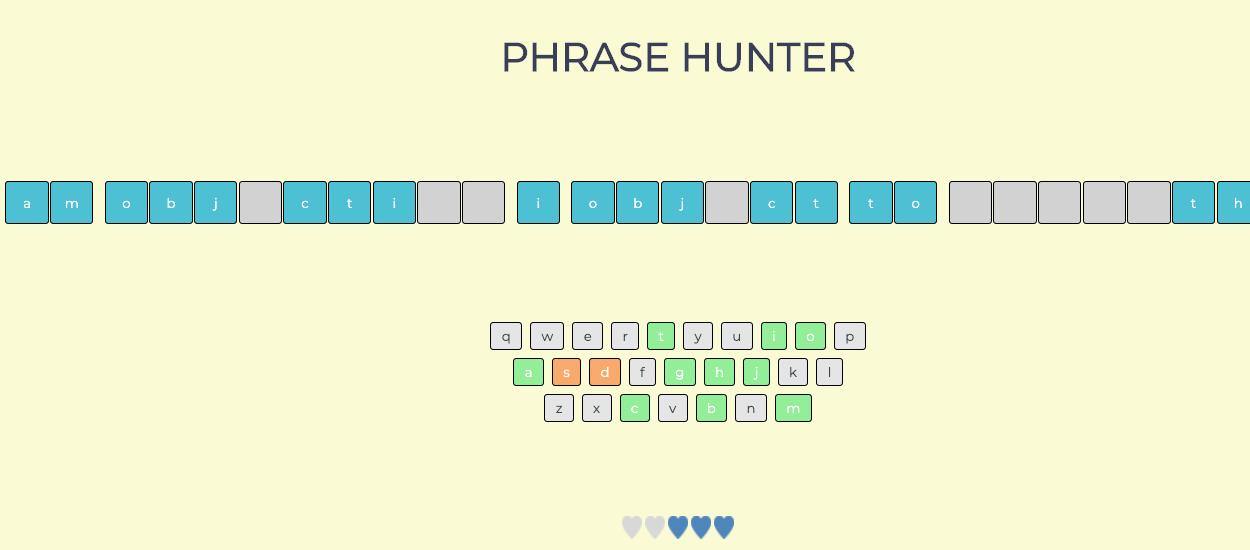 PHRASE HUNTER
a m o b j c t i i o b j c t t o t h
q w e r t y u i o p
a s d f g h j k l
z x c v b n m